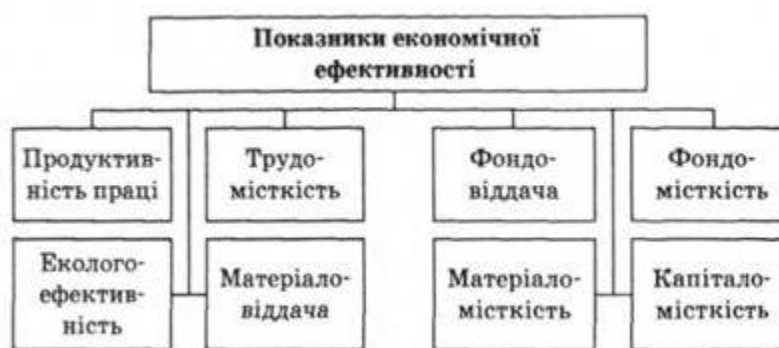 Показники економічної
ефективності
Продуктив-
ність праці
Трудо-
місткість
Фондо-
віддача
Фондо-
місткість
Еколого-
ефектив-
ність
Матеріало-
віддача
Матеріало-
місткість
Капітало-
місткість